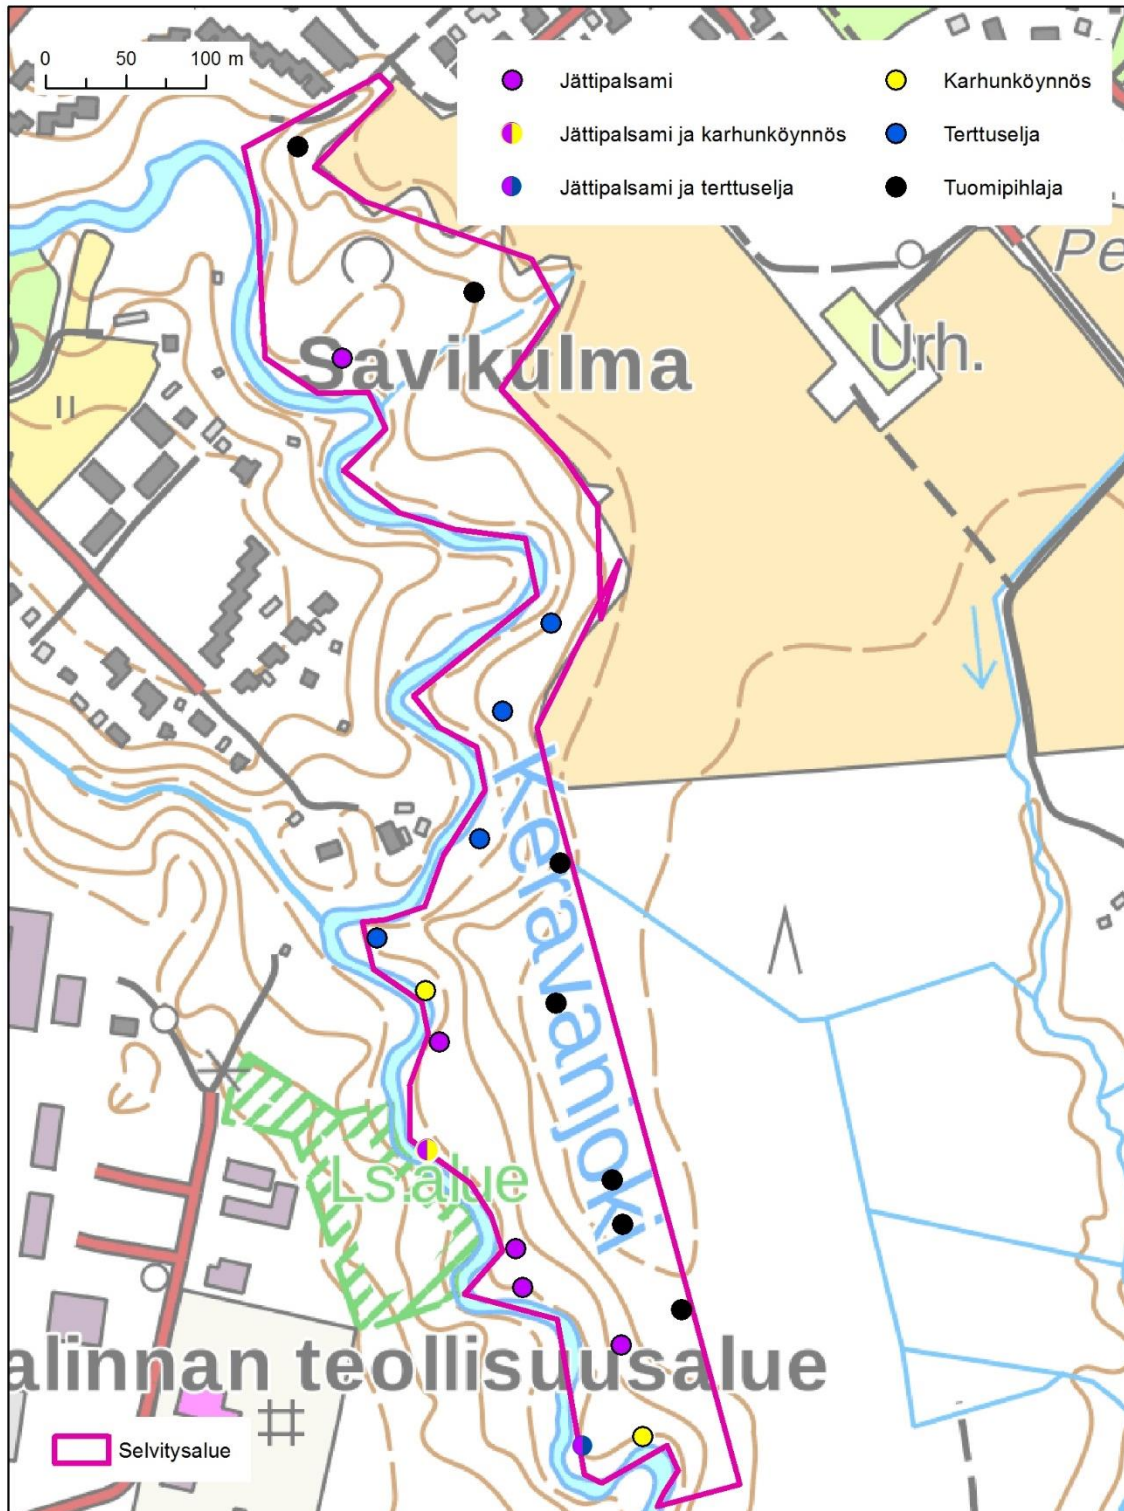 0 50 100 m
Jättipalsami
Karhunköynnös
Jättipalsami ja karhunköynnös
Terttuselja
Jättipalsami ja terttuselja
Tuomipihlaja
Pe
Savikulma
Urh.
Keravanjoki
Ls.alue
alinnan teollisuusalue
Selvitysalue